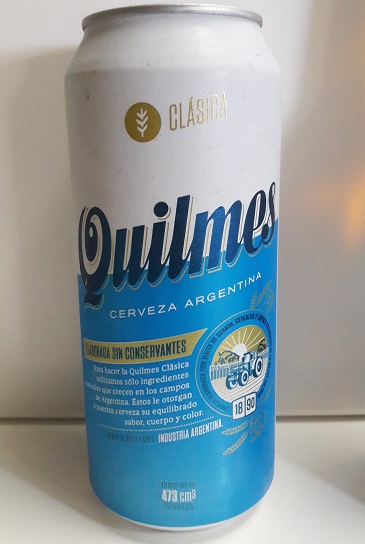 CLÁSICA
Quilmes
CERVEZA ARGENTINA
ELABORADA SIN CONSERVANTES
Para hacer la Quilmes Clásica
utilizamos sólo ingredientes
naturales que crecen en los campos
de Argentina. Éstos le otorgan
a nuestra cerveza su equilibrado
sabor, cuerpo y color.
INDUSTRIA ARGENTINA.
18 90
473 cm³
CERVEZA